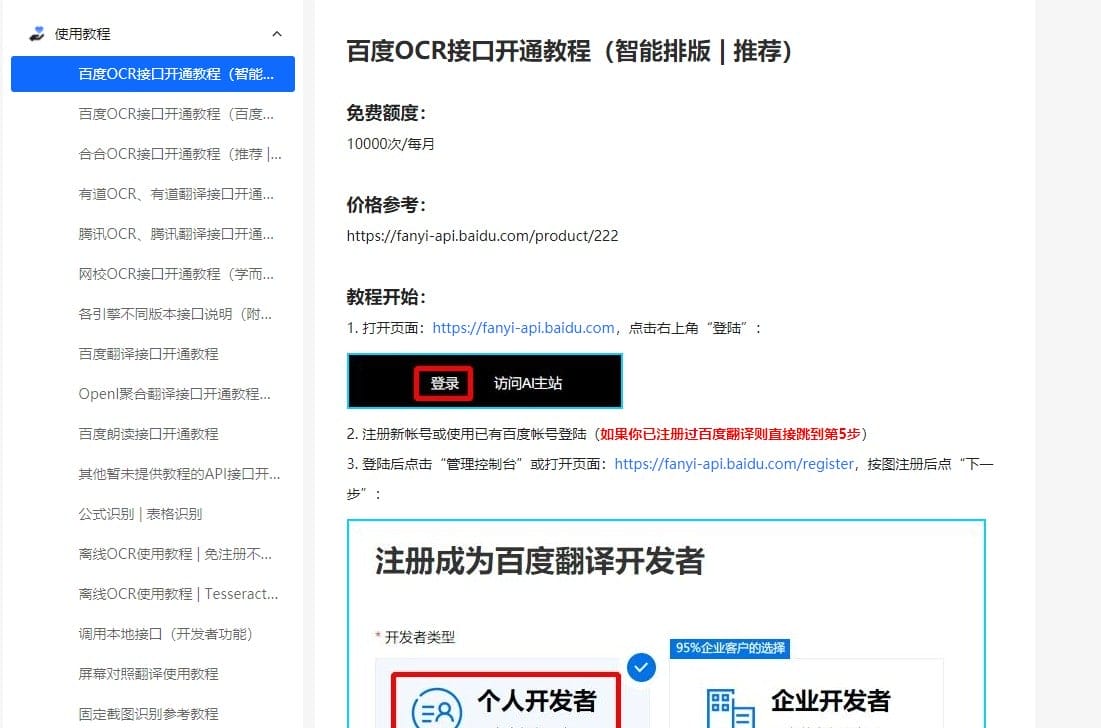 使用教程
百度OCR接口开通教程（智能...
百度OCR接口开通教程（百度...
合合OCR接口开通教程（推荐 |...
有道OCR、有道翻译接口开通...
腾讯OCR、腾讯翻译接口开通...
网校OCR接口开通教程（学而...
各引擎不同版本接口说明（附...
百度翻译接口开通教程
OpenI聚合翻译接口开通教程...
百度朗读接口开通教程
其他暂未提供教程的API接口开...
公式识别 | 表格识别
离线OCR使用教程 | 免注册不...
离线OCR使用教程 | Tesseract...
调用本地接口（开发者功能）
屏幕对照翻译使用教程
固定截图识别参考教程
百度OCR接口开通教程（智能排版 | 推荐）
免费额度：
10000次/每月
价格参考：
https://fanyi-api.baidu.com/product/222
教程开始：
1. 打开页面：https://fanyi-api.baidu.com，点击右上角“登陆”：
登录 访问AI主站
2. 注册新帐号或使用已有百度帐号登陆（如果你已注册过百度翻译则直接跳到第5步）
3. 登陆后点击“管理控制台”或打开页面：https://fanyi-api.baidu.com/register，按图注册后点“下一
步”：
注册成为百度翻译开发者
* 开发者类型
95%企业客户的选择
个人开发者 企业开发者